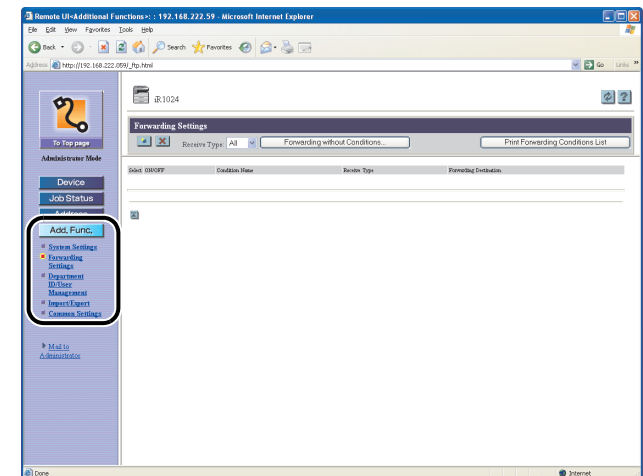 Remote UI<Additional Functions>: : 192.168.222.59 - Microsoft Internet Explorer
File Edit View Favorites Tools Help
Back Search Favorites
Address http://192.168.222.059/_ftp.html Go Links »
iR1024
To Top page
Administrator Mode
Forwarding Settings
Receive Type: All Forwarding without Conditions... Print Forwarding Conditions List
Select ON/OFF Condition Name Receive Type Forwarding Destination
Device
Job Status
Address
Add. Func.
System Settings
Forwarding
Settings
Department
ID/User
Management
Import/Export
Common Settings
Mail to
Administrator
Done Internet